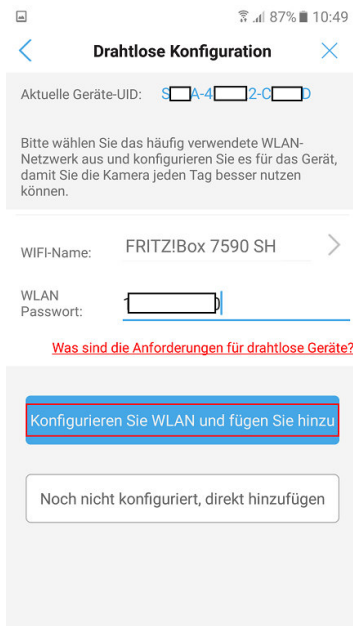 87% 10:49
Drahtlose Konfiguration
Aktuelle Geräte-UID: S A-4 2-C D
Bitte wählen Sie das häufig verwendete WLAN-
Netzwerk aus und konfigurieren Sie es für das Gerät,
damit Sie die Kamera jeden Tag besser nutzen
können.
WIFI-Name: FRITZ!Box 7590 SH
WLAN
Passwort:
Was sind die Anforderungen für drahtlose Geräte?
Konfigurieren Sie WLAN und fügen Sie hinzu
Noch nicht konfiguriert, direkt hinzufügen